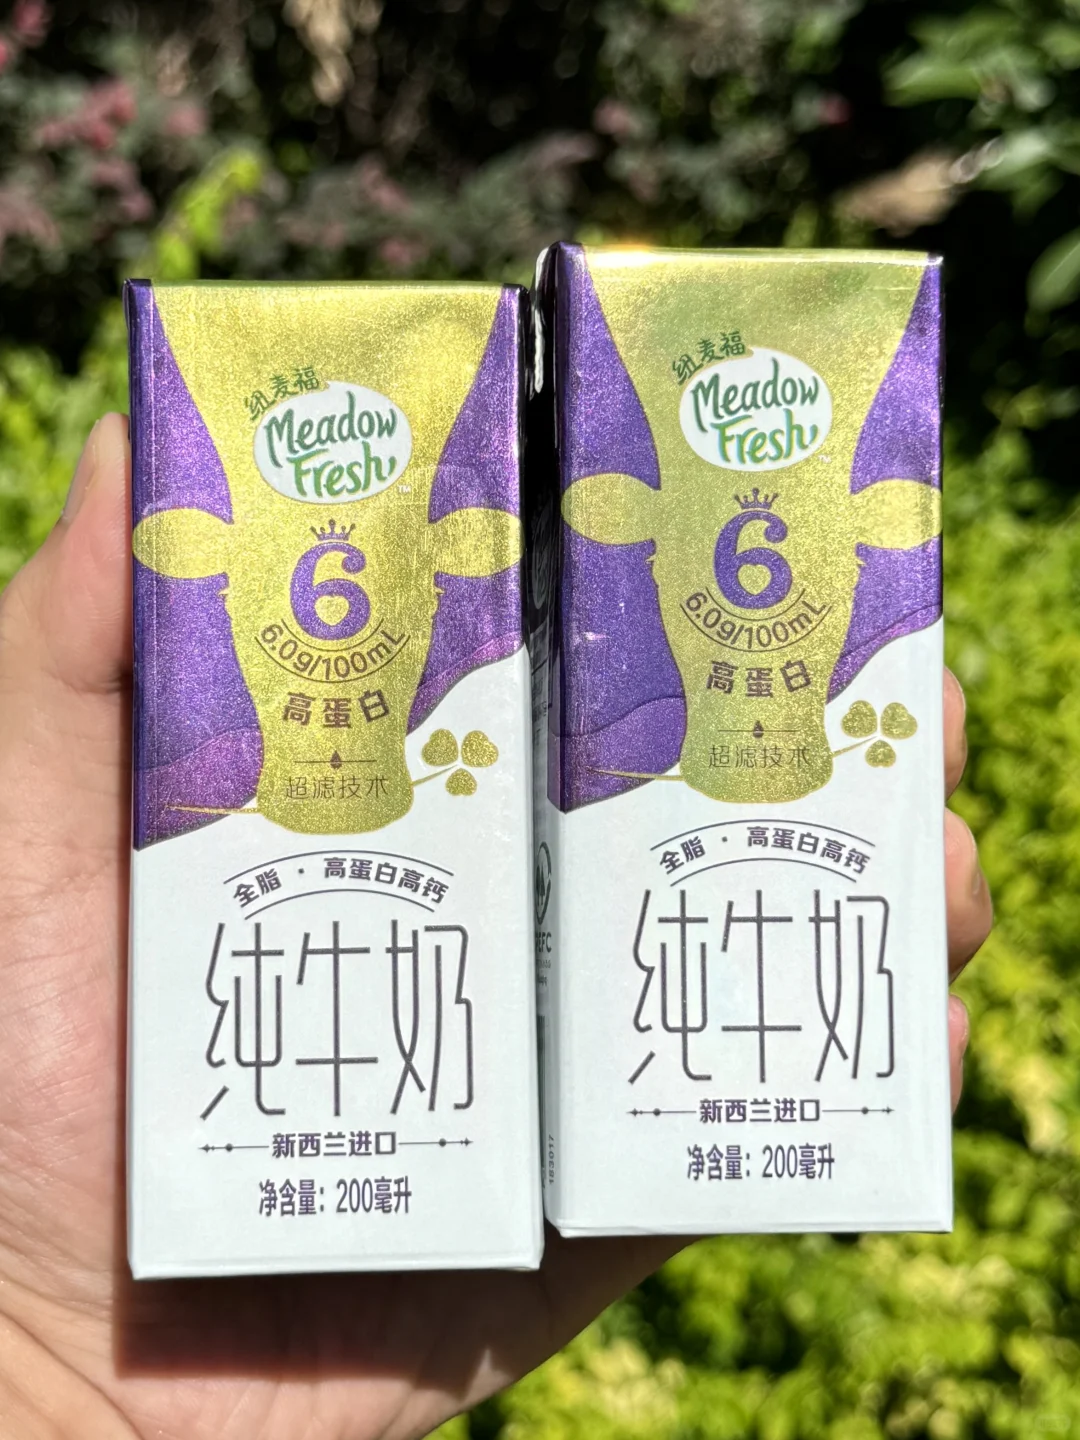 纽麦福
Meadow
Fresh
TM
6
6.0g/100mL
高蛋白
超滤技术
全脂·高蛋白高钙
纯牛奶
新西兰进口
净含量：200毫升
纽麦福
Meadow
Fresh
TM
6
6.0g/100mL
高蛋白
超滤技术
全脂·高蛋白高钙
纯牛奶
新西兰进口
净含量：200毫升
183017